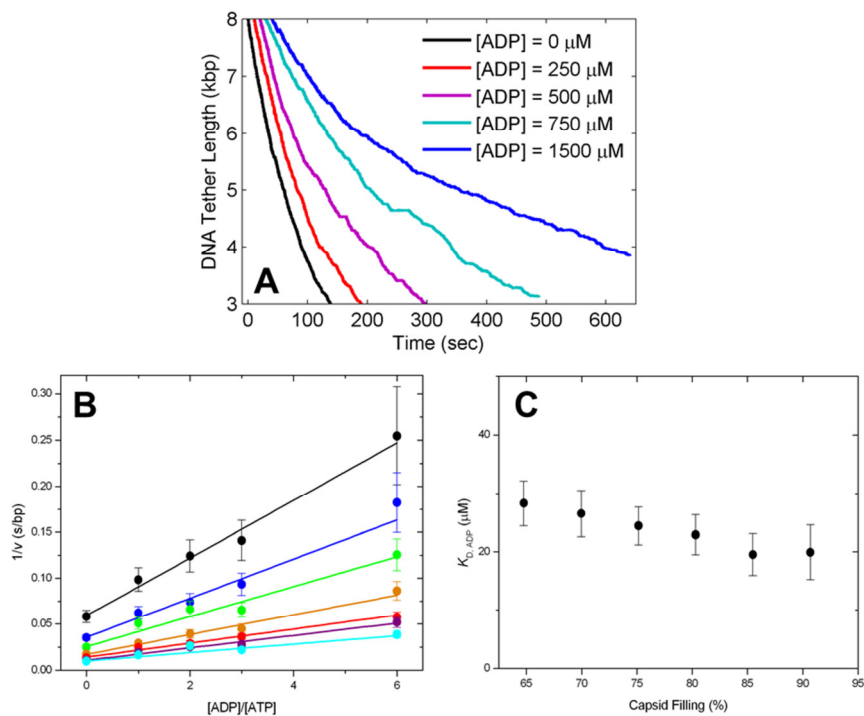 8
7
6
5
4
3
DNA Tether Length (kbp)
A
[ADP] = 0 μM
[ADP] = 250 μM
[ADP] = 500 μM
[ADP] = 750 μM
[ADP] = 1500 μM
0 100 200 300 400 500 600
Time (sec)
B
0.30
0.25
0.20
0.15
0.10
0.05
0.00
1/v (s/bp)
0 2 4 6
[ADP]/[ATP]
C
40
20
0
K_D, ADP (μM)
65 70 75 80 85 90 95
Capsid Filling (%)